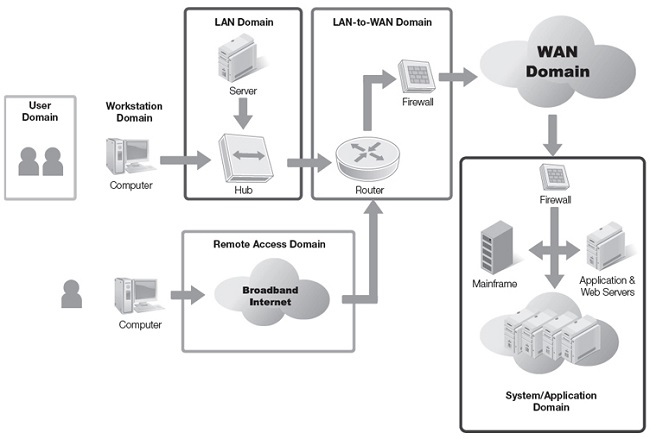 LAN Domain
LAN-to-WAN Domain
WAN
Domain
Server
Firewall
User
Domain
Workstation
Domain
Computer
Hub
Router
Firewall
Remote Access Domain
Broadband
Internet
Computer
Mainframe
Application &
Web Servers
System/Application
Domain